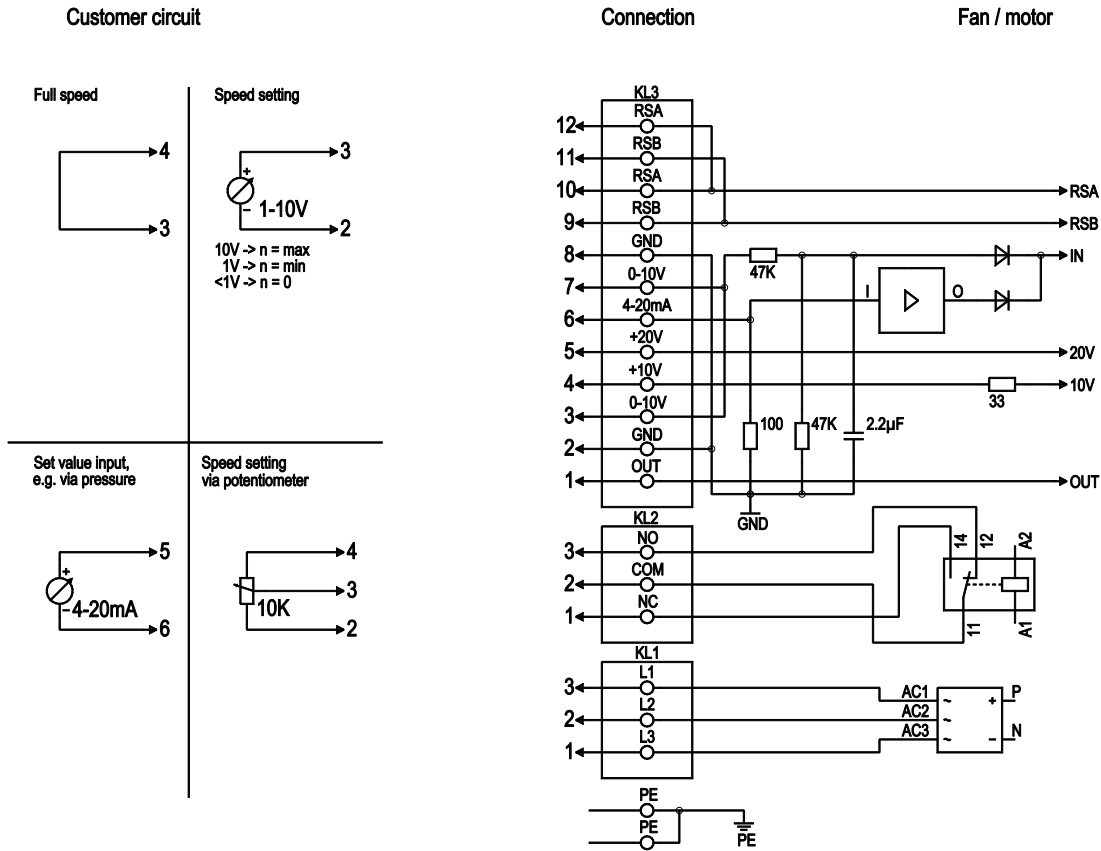 Customer circuit
Connection
Fan / motor
Full speed
4
3
Speed setting
3
+
−
1-10V
2
10V -> n = max
1V -> n = min
<1V -> n = 0
Set value input,
e.g. via pressure
5
+
−
4-20mA
6
Speed setting
via potentiometer
4
3
10K
2
KL3
12 RSA
11 RSB
10 RSA RSA
9 RSB RSB
8 GND IN
47K
7 0-10V
I O
6 4-20mA
5 +20V 20V
4 +10V 10V
33
3 0-10V
100 47K 2.2µF
2 GND
1 OUT OUT
GND
KL2
3 NO
2 COM
1 NC
14 12 A2
11 A1
KL1
3 L1
2 L2
1 L3
AC1 ~ + P
AC2 ~
AC3 ~ − N
PE
PE
PE